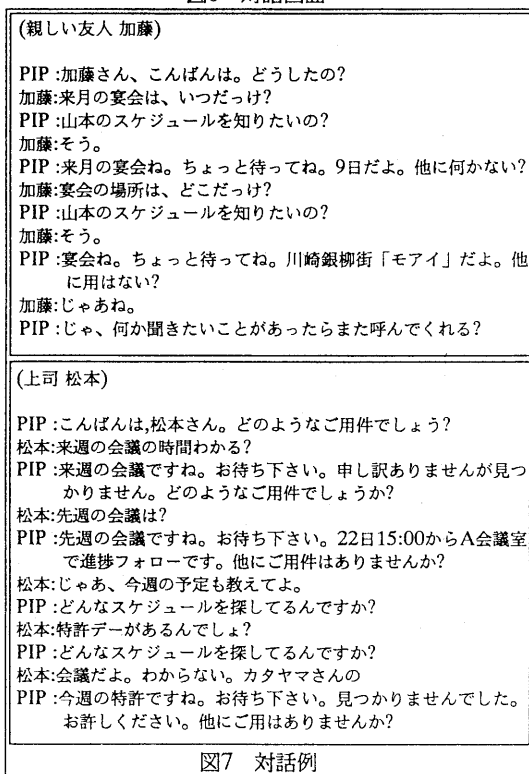 (親しい友人 加藤)
PIP :加藤さん、こんばんは。どうしたの?
加藤:来月の宴会は、いつだっけ?
PIP :山本のスケジュールを知りたいの?
加藤:そう。
PIP :来月の宴会ね。ちょっと待ってね。9日だよ。他に何かない?
加藤:宴会の場所は、どこだっけ?
PIP :山本のスケジュールを知りたいの?
加藤:そう。
PIP :宴会ね。ちょっと待ってね。川崎銀柳街「モアイ」だよ。他
に用はない?
加藤:じゃあね。
PIP :じゃ、何か聞きたいことがあったらまた呼んでくれる?
(上司 松本)
PIP :こんばんは,松本さん。どのようなご用件でしょう?
松本:来週の会議の時間わかる?
PIP :来週の会議ですね。お待ち下さい。申し訳ありませんが見つ
かりません。どのようなご用件でしょうか?
松本:先週の会議は?
PIP :先週の会議ですね。お待ち下さい。22日15:00からA会議室
で進捗フォローです。他にご用件はありませんか?
松本:じゃあ、今週の予定も教えてよ。
PIP :どんなスケジュールを探してるんですか?
松本:特許デーがあるんでしょ?
PIP :どんなスケジュールを探してるんですか?
松本:会議だよ。わからない。カタヤマさんの
PIP :今週の特許ですね。お待ち下さい。見つかりませんでした。
お許しください。他にご用はありませんか?
図7 対話例